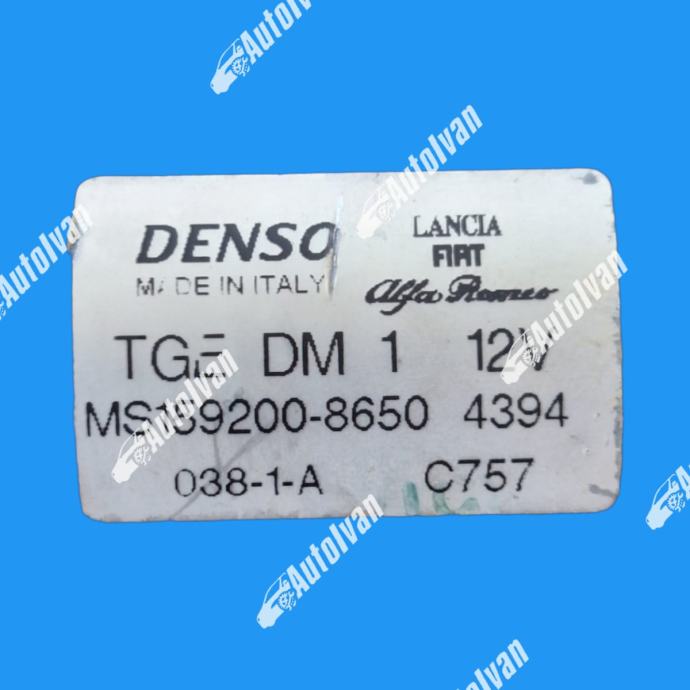 DENSO
MADE IN ITALY
LANCIA
FIAT
Alfa Romeo
TGE DM 1 12V
MS159200-8650 4394
038-1-A C757
AutoIvan
AutoIvan
AutoIvan
AutoIvan
AutoIvan
AutoIvan
AutoIvan